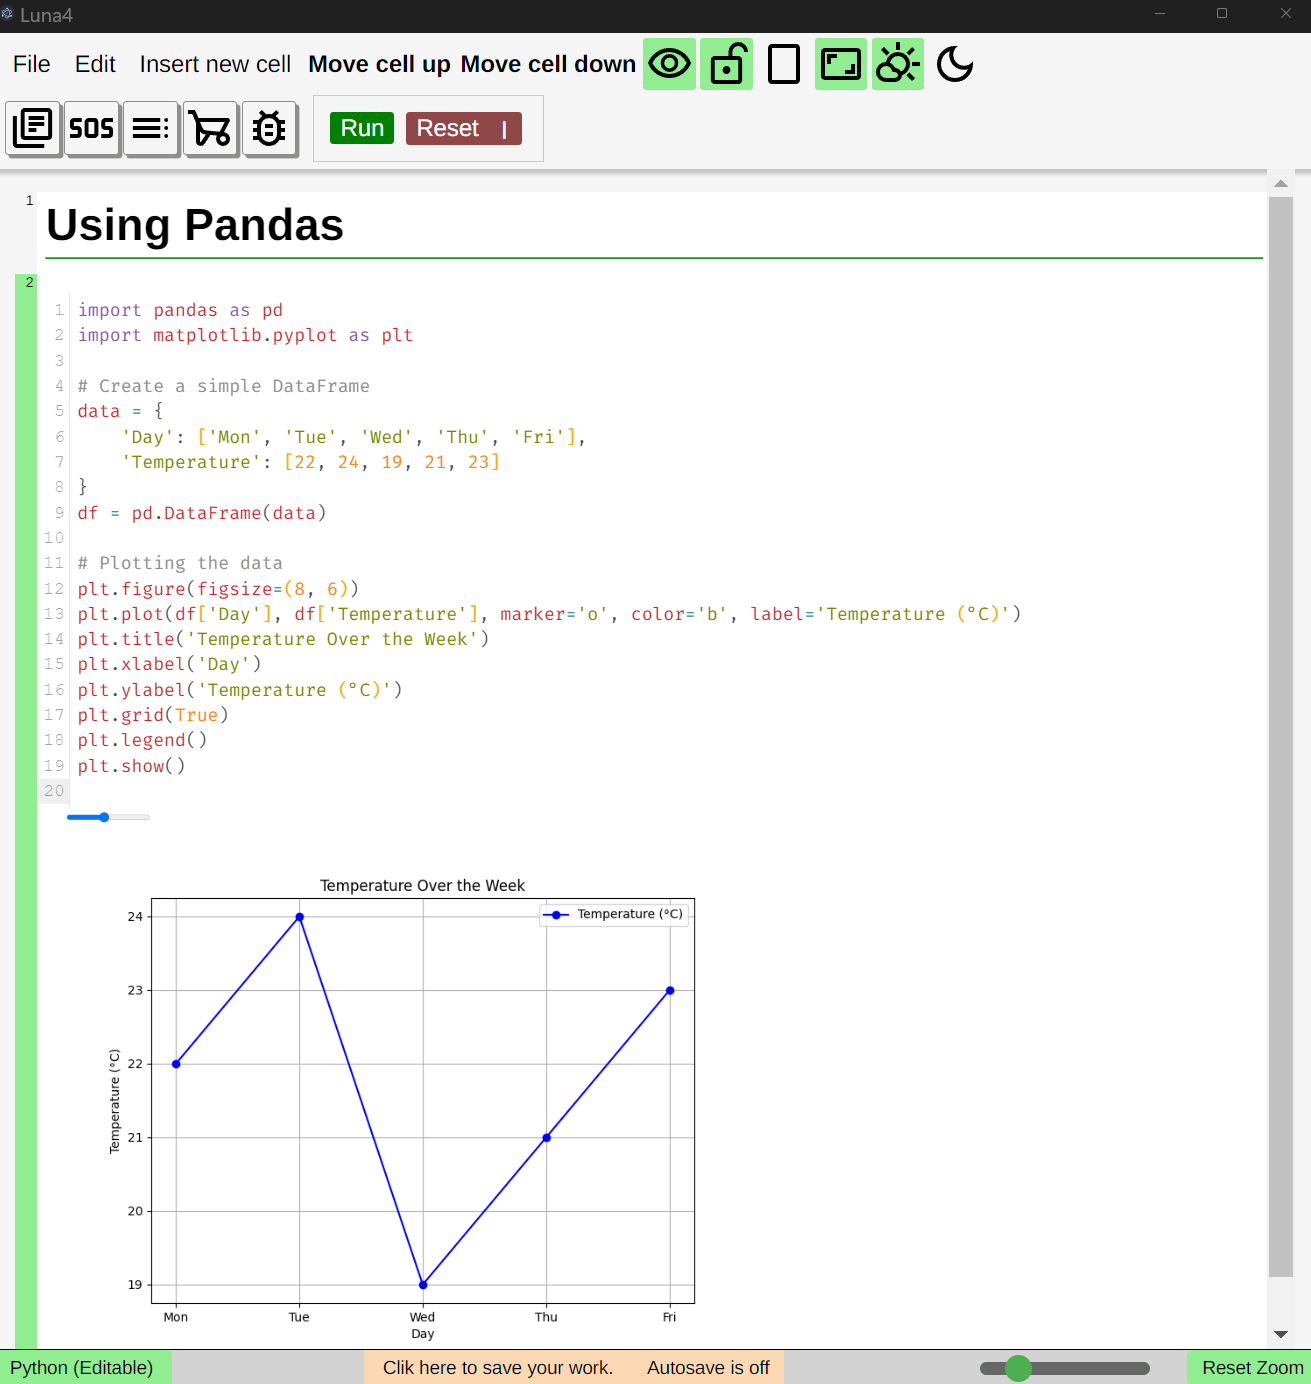 Luna4
File Edit Insert new cell Move cell up Move cell down
SOS Run Reset |
1
Using Pandas
2
1 import pandas as pd
2 import matplotlib.pyplot as plt
3
4 # Create a simple DataFrame
5 data = {
6     'Day': ['Mon', 'Tue', 'Wed', 'Thu', 'Fri'],
7     'Temperature': [22, 24, 19, 21, 23]
8 }
9 df = pd.DataFrame(data)
10
11 # Plotting the data
12 plt.figure(figsize=(8, 6))
13 plt.plot(df['Day'], df['Temperature'], marker='o', color='b', label='Temperature (°C)')
14 plt.title('Temperature Over the Week')
15 plt.xlabel('Day')
16 plt.ylabel('Temperature (°C)')
17 plt.grid(True)
18 plt.legend()
19 plt.show()
20
Temperature Over the Week
Temperature (°C)
24
23
22
21
20
19
Temperature (°C)
Mon Tue Wed Thu Fri
Day
Python (Editable) Clik here to save your work. Autosave is off Reset Zoom